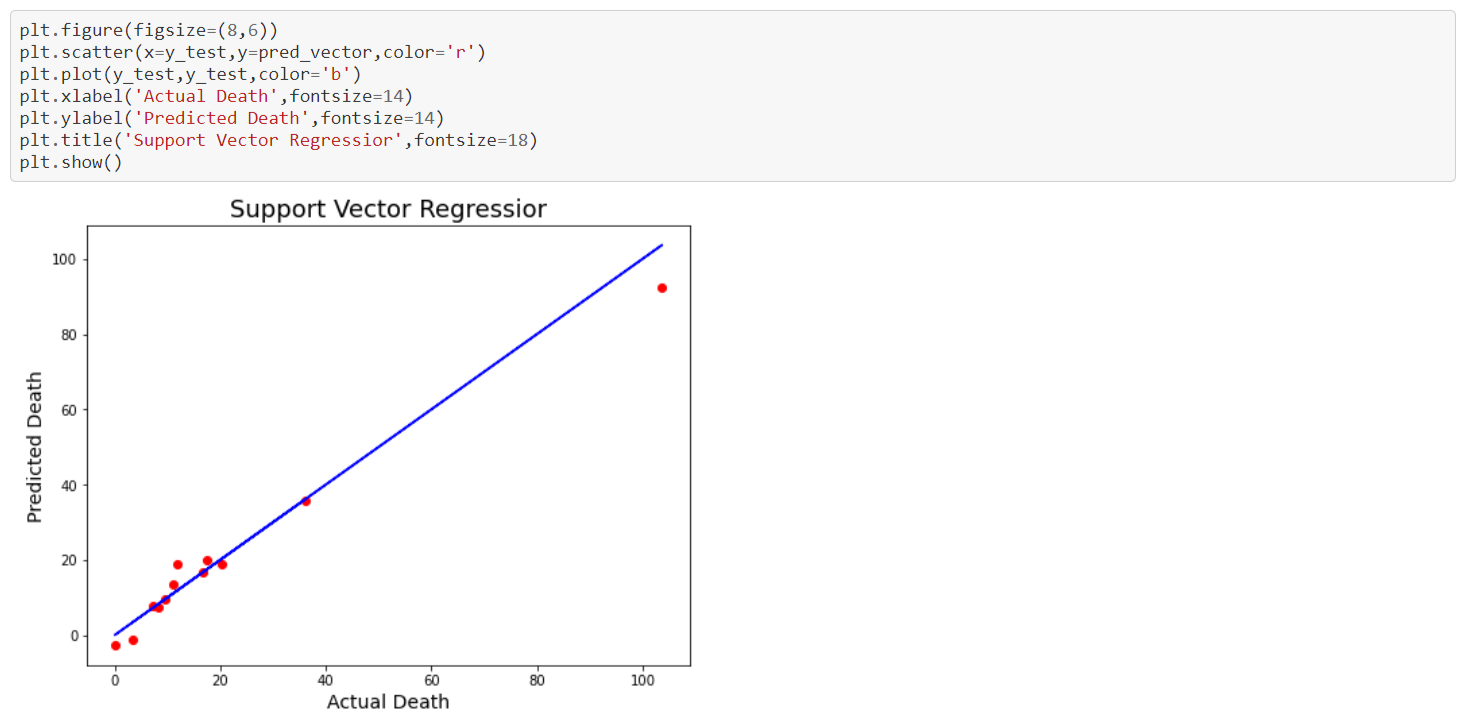 plt.figure(figsize=(8,6))
plt.scatter(x=y_test,y=pred_vector,color='r')
plt.plot(y_test,y_test,color='b')
plt.xlabel('Actual Death',fontsize=14)
plt.ylabel('Predicted Death',fontsize=14)
plt.title('Support Vector Regressior',fontsize=18)
plt.show()
Support Vector Regressior
100
80
60
40
20
0
Predicted Death
0 20 40 60 80 100
Actual Death